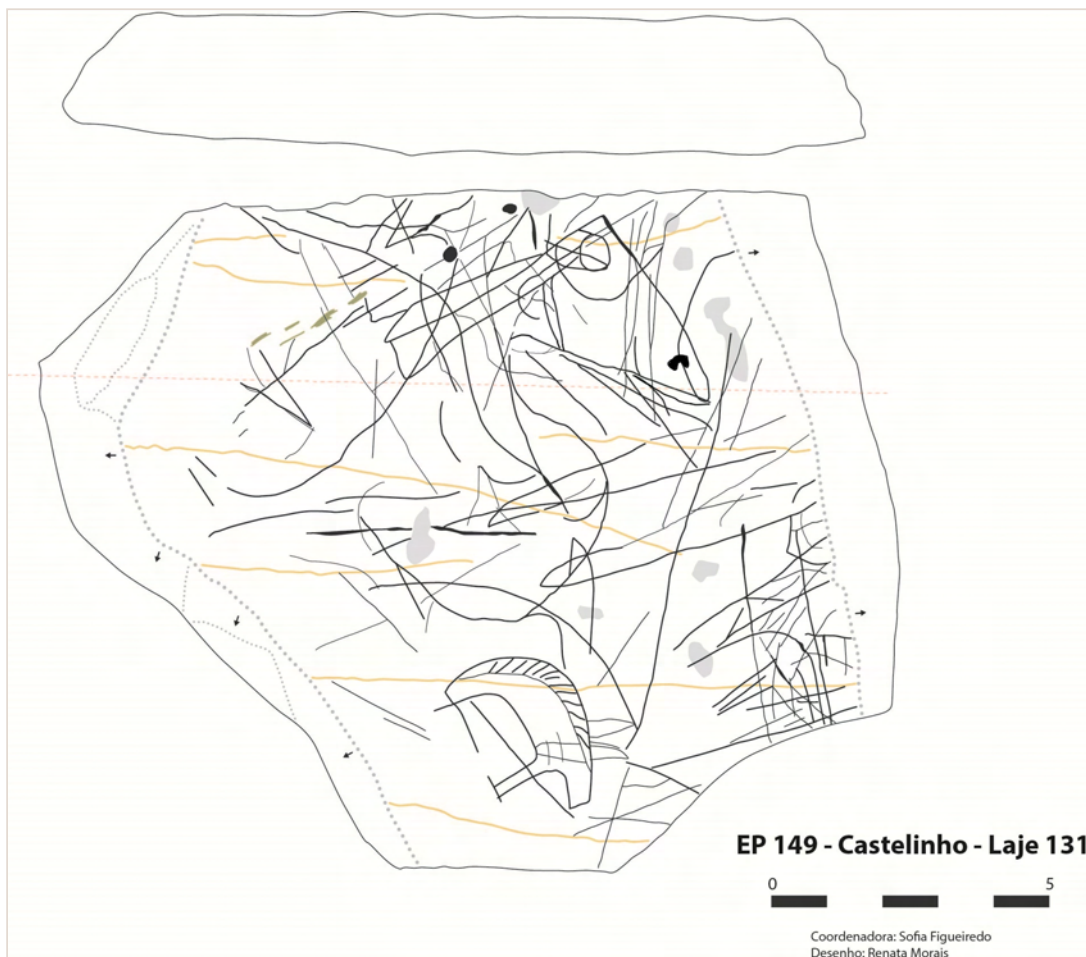 EP 149 - Castelinho - Laje 131
0 5
Coordenadora: Sofia Figueiredo
Desenho: Renata Morais